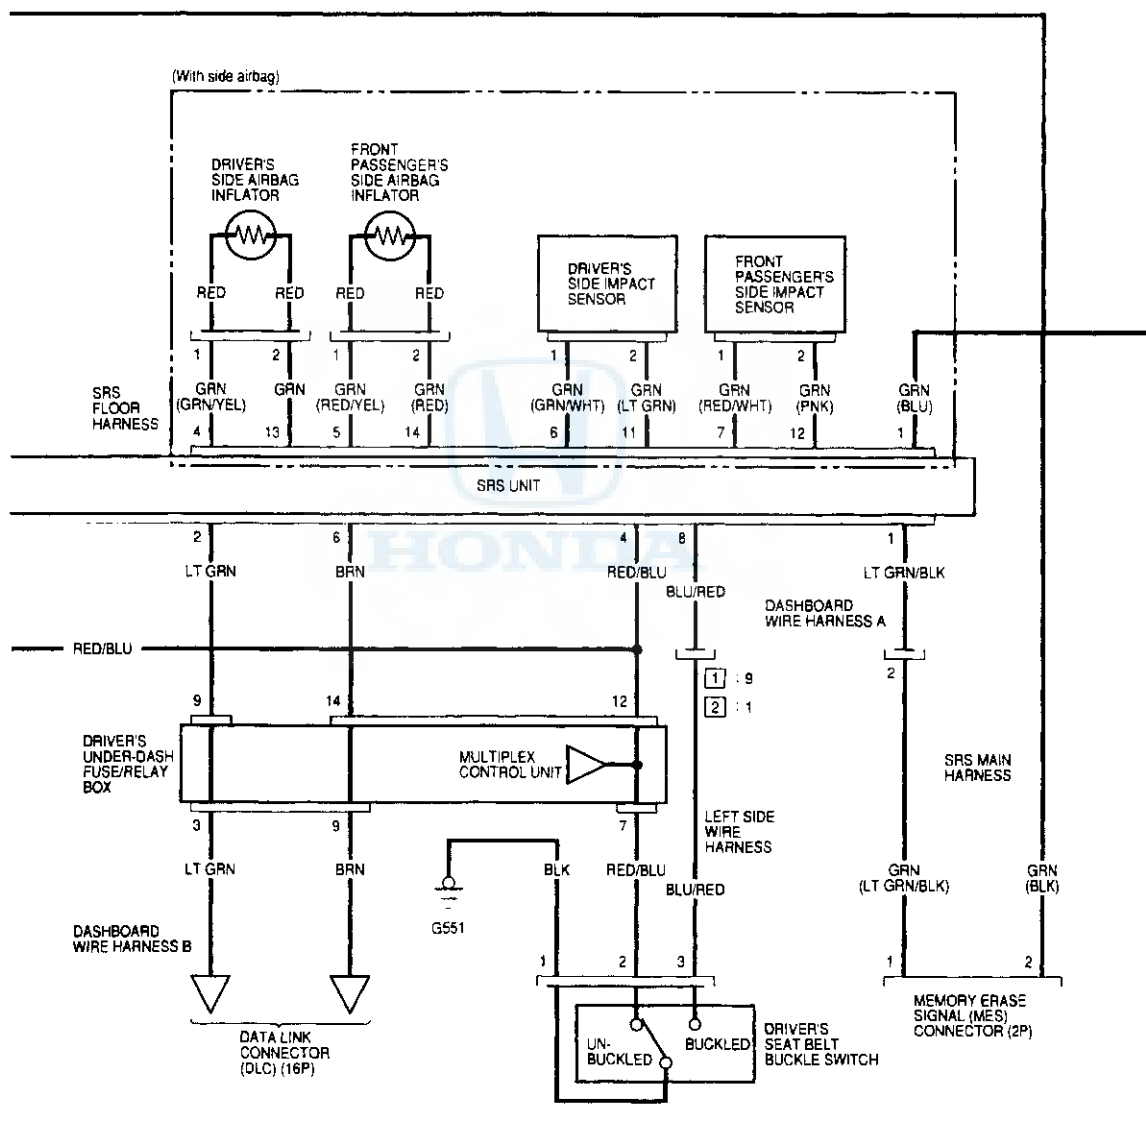 (With side airbag)
DRIVER'S
SIDE AIRBAG
INFLATOR
FRONT
PASSENGER'S
SIDE AIRBAG
INFLATOR
DRIVER'S
SIDE IMPACT
SENSOR
FRONT
PASSENGER'S
SIDE IMPACT
SENSOR
RED RED RED RED
1 2 1 2 1 2 1 2
SRS
FLOOR
HARNESS
GRN
(GRN/YEL)
GRN
GRN
(RED/YEL)
GRN
(RED)
GRN
(GRN/WHT)
GRN
(LT GRN)
GRN
(RED/WHT)
GRN
(PNK)
GRN
(BLU)
4 13 5 14 6 11 7 12 1
SRS UNIT
HONDA
2 6 4 8 1
LT GRN BRN RED/BLU LT GRN/BLK
BLU/RED
DASHBOARD
WIRE HARNESS A
RED/BLU
1 : 9
2 : 1
2
9 14 12
DRIVER'S
UNDER-DASH
FUSE/RELAY
BOX
MULTIPLEX
CONTROL UNIT
SRS MAIN
HARNESS
3 9 7
LEFT SIDE
WIRE
HARNESS
LT GRN BRN BLK RED/BLU
BLU/RED
GRN
(LT GRN/BLK)
GRN
(BLK)
G551
DASHBOARD
WIRE HARNESS B
1 2 3 1 2
DATA LINK
CONNECTOR
(DLC) (16P)
UN-
BUCKLED
BUCKLED
DRIVER'S
SEAT BELT
BUCKLE SWITCH
MEMORY ERASE
SIGNAL (MES)
CONNECTOR (2P)